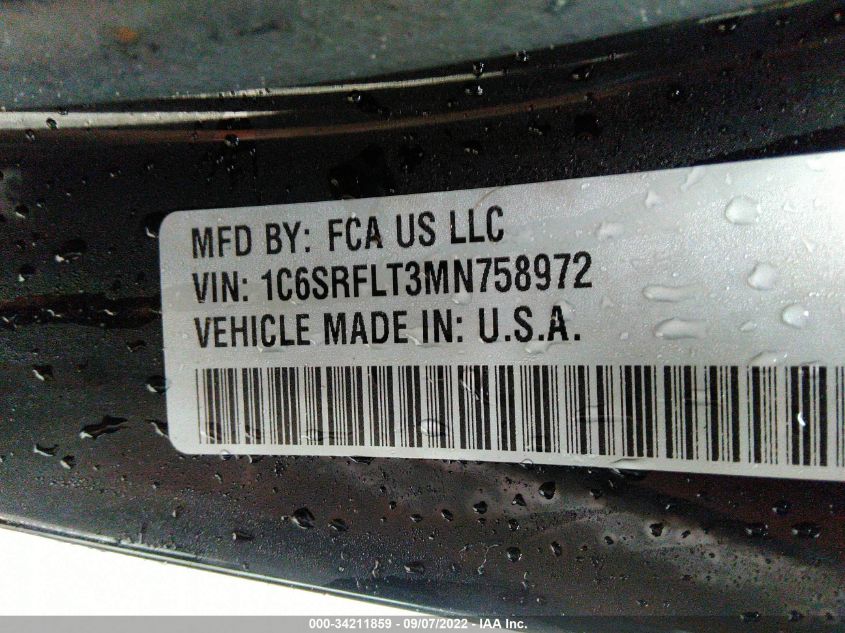 MFD BY: FCA US LLC
VIN: 1C6SRFLT3MN758972
VEHICLE MADE IN: U.S.A.
000-34211859 - 09/07/2022 - IAA Inc.